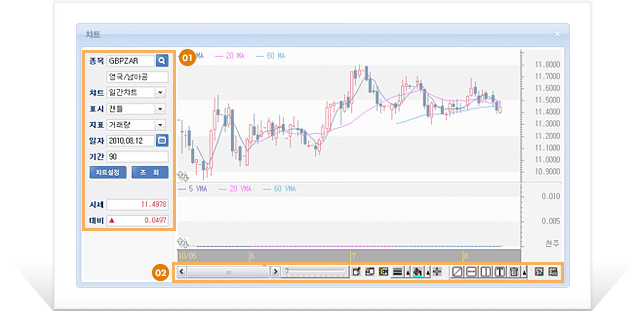 차트
종목 GBPZAR
영국/남아공
차트 일간차트
표시 캔들
지표 거래량
일자 2010.08.12
기간 90
차트설정 조 회
시세 11.4978
대비 ▲ 0.0497
01
5 MA 20 MA 60 MA
11.8000
11.7000
11.6000
11.5000
11.4000
11.3000
11.2000
11.1000
11.0000
10.9000
5 VMA 20 VMA 60 VMA
0.010
0.005
천주
10/05 6 7 8
02